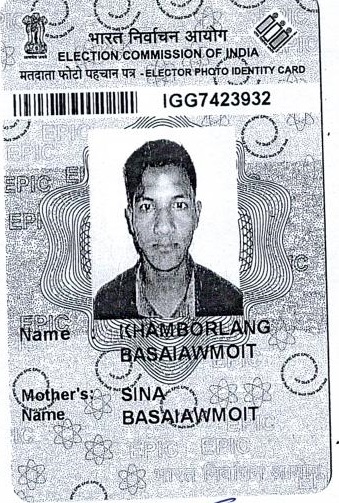 भारत निर्वाचन आयोग
ELECTION COMMISSION OF INDIA
मतदाता फोटो पहचान पत्र - ELECTOR PHOTO IDENTITY CARD
IGG7423932
Name KHAMBORLANG
BASAIAWMOIT
Mother's: SINA
Name BASAIAWMOIT
EPIC
भारत निर्वाचन आयोग